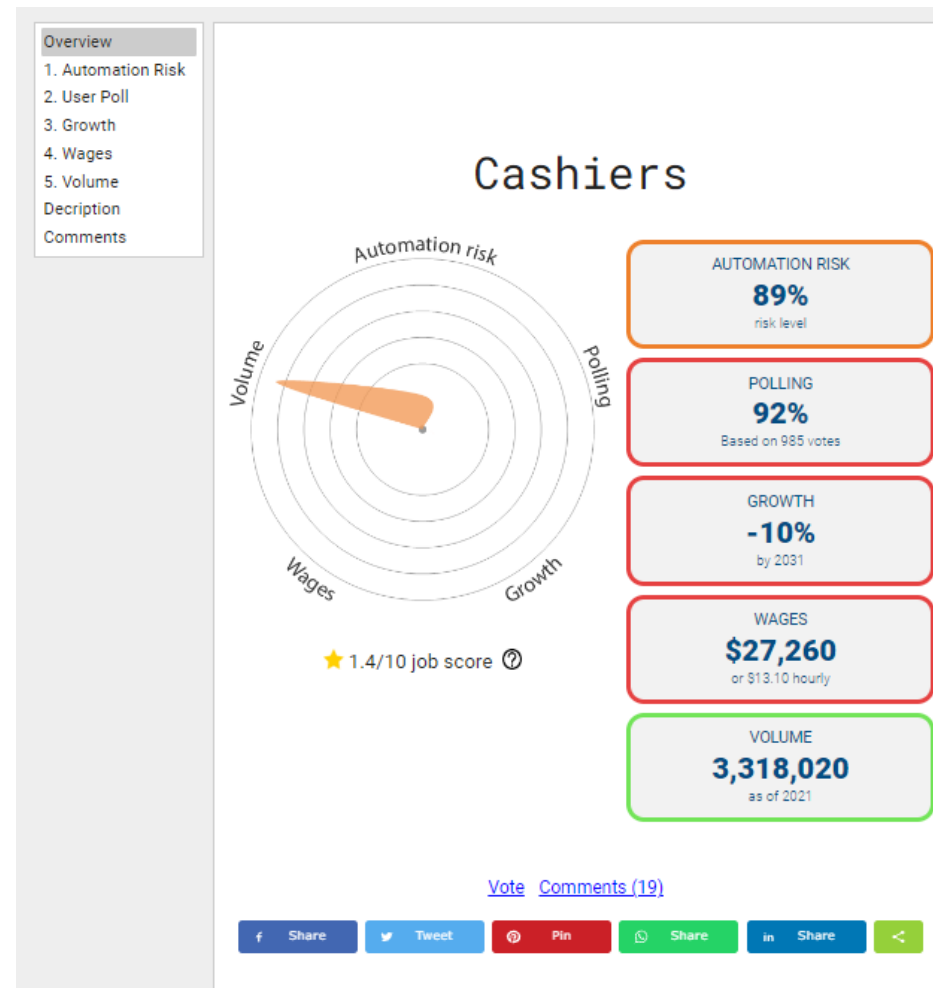 Overview
1. Automation Risk
2. User Poll
3. Growth
4. Wages
5. Volume
Decription
Comments
Cashiers
Automation risk
Polling
Growth
Wages
Volume
1.4/10 job score
AUTOMATION RISK
89%
risk level
POLLING
92%
Based on 985 votes
GROWTH
-10%
by 2031
WAGES
$27,260
or $13.10 hourly
VOLUME
3,318,020
as of 2021
Vote Comments (19)
Share Tweet Pin Share in Share